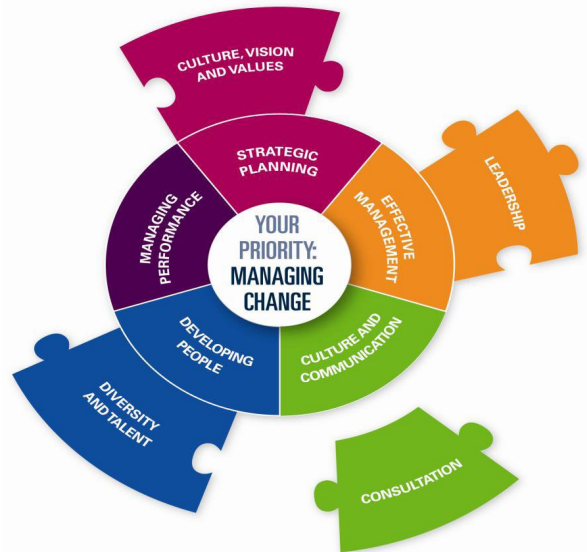 CULTURE, VISION
AND VALUES
STRATEGIC
PLANNING
LEADERSHIP
EFFECTIVE
MANAGEMENT
MANAGING
PERFORMANCE
YOUR
PRIORITY:
MANAGING
CHANGE
DEVELOPING
PEOPLE
CULTURE AND
COMMUNICATION
DIVERSITY
AND TALENT
CONSULTATION